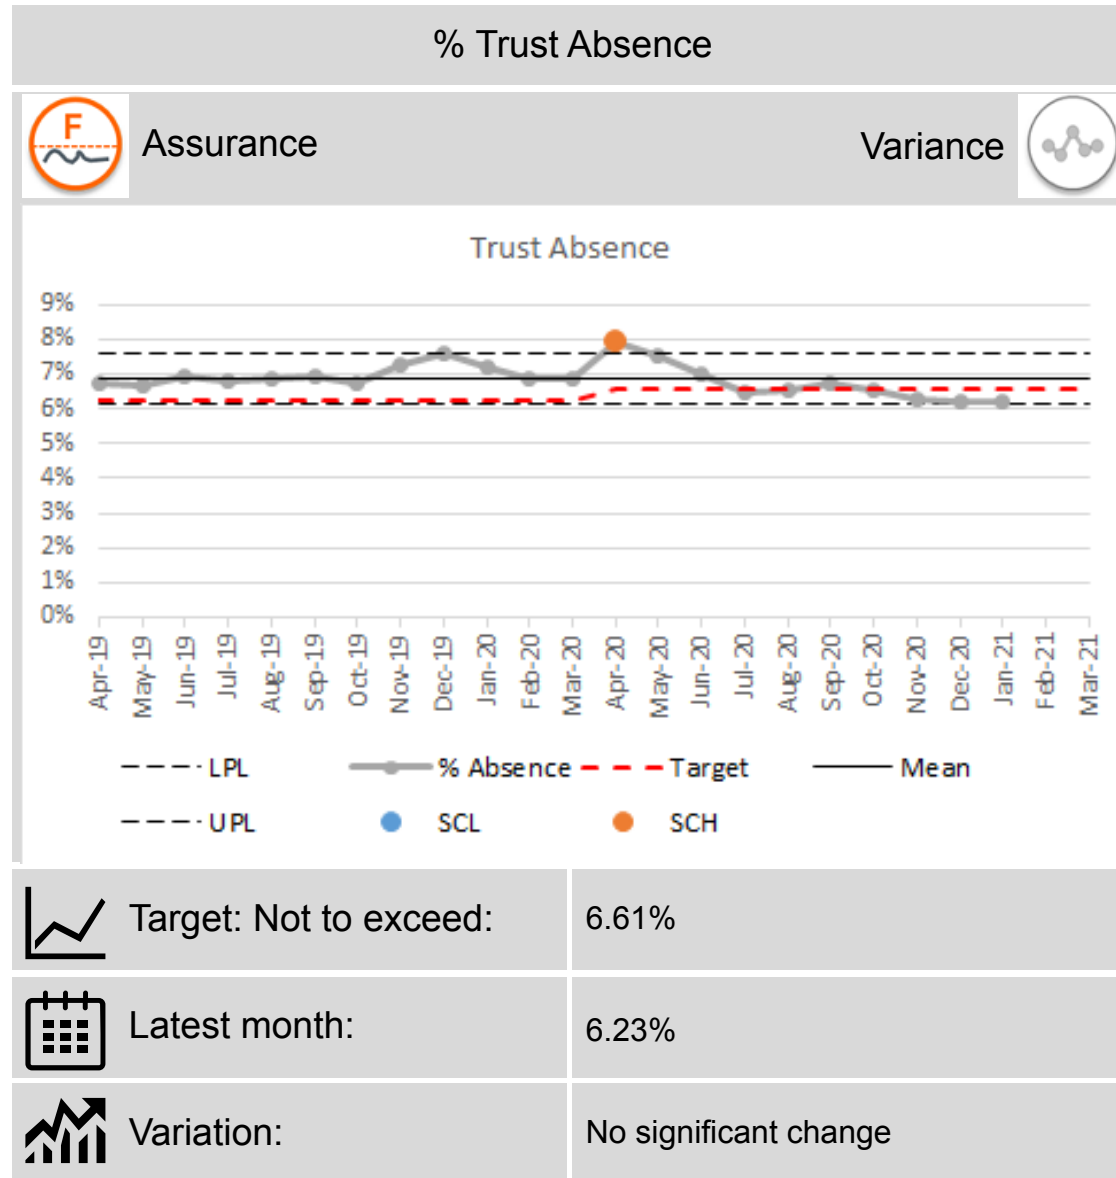 % Trust Absence
F
Assurance
Variance
Trust Absence
9%
8%
7%
6%
5%
4%
3%
2%
1%
0%
Apr-19
May-19
Jun-19
Jul-19
Aug-19
Sep-19
Oct-19
Nov-19
Dec-19
Jan-20
Feb-20
Mar-20
Apr-20
May-20
Jun-20
Jul-20
Aug-20
Sep-20
Oct-20
Nov-20
Dec-20
Jan-21
Feb-21
Mar-21
LPL % Absence Target Mean
UPL SCL SCH
Target: Not to exceed: 6.61%
Latest month: 6.23%
Variation: No significant change